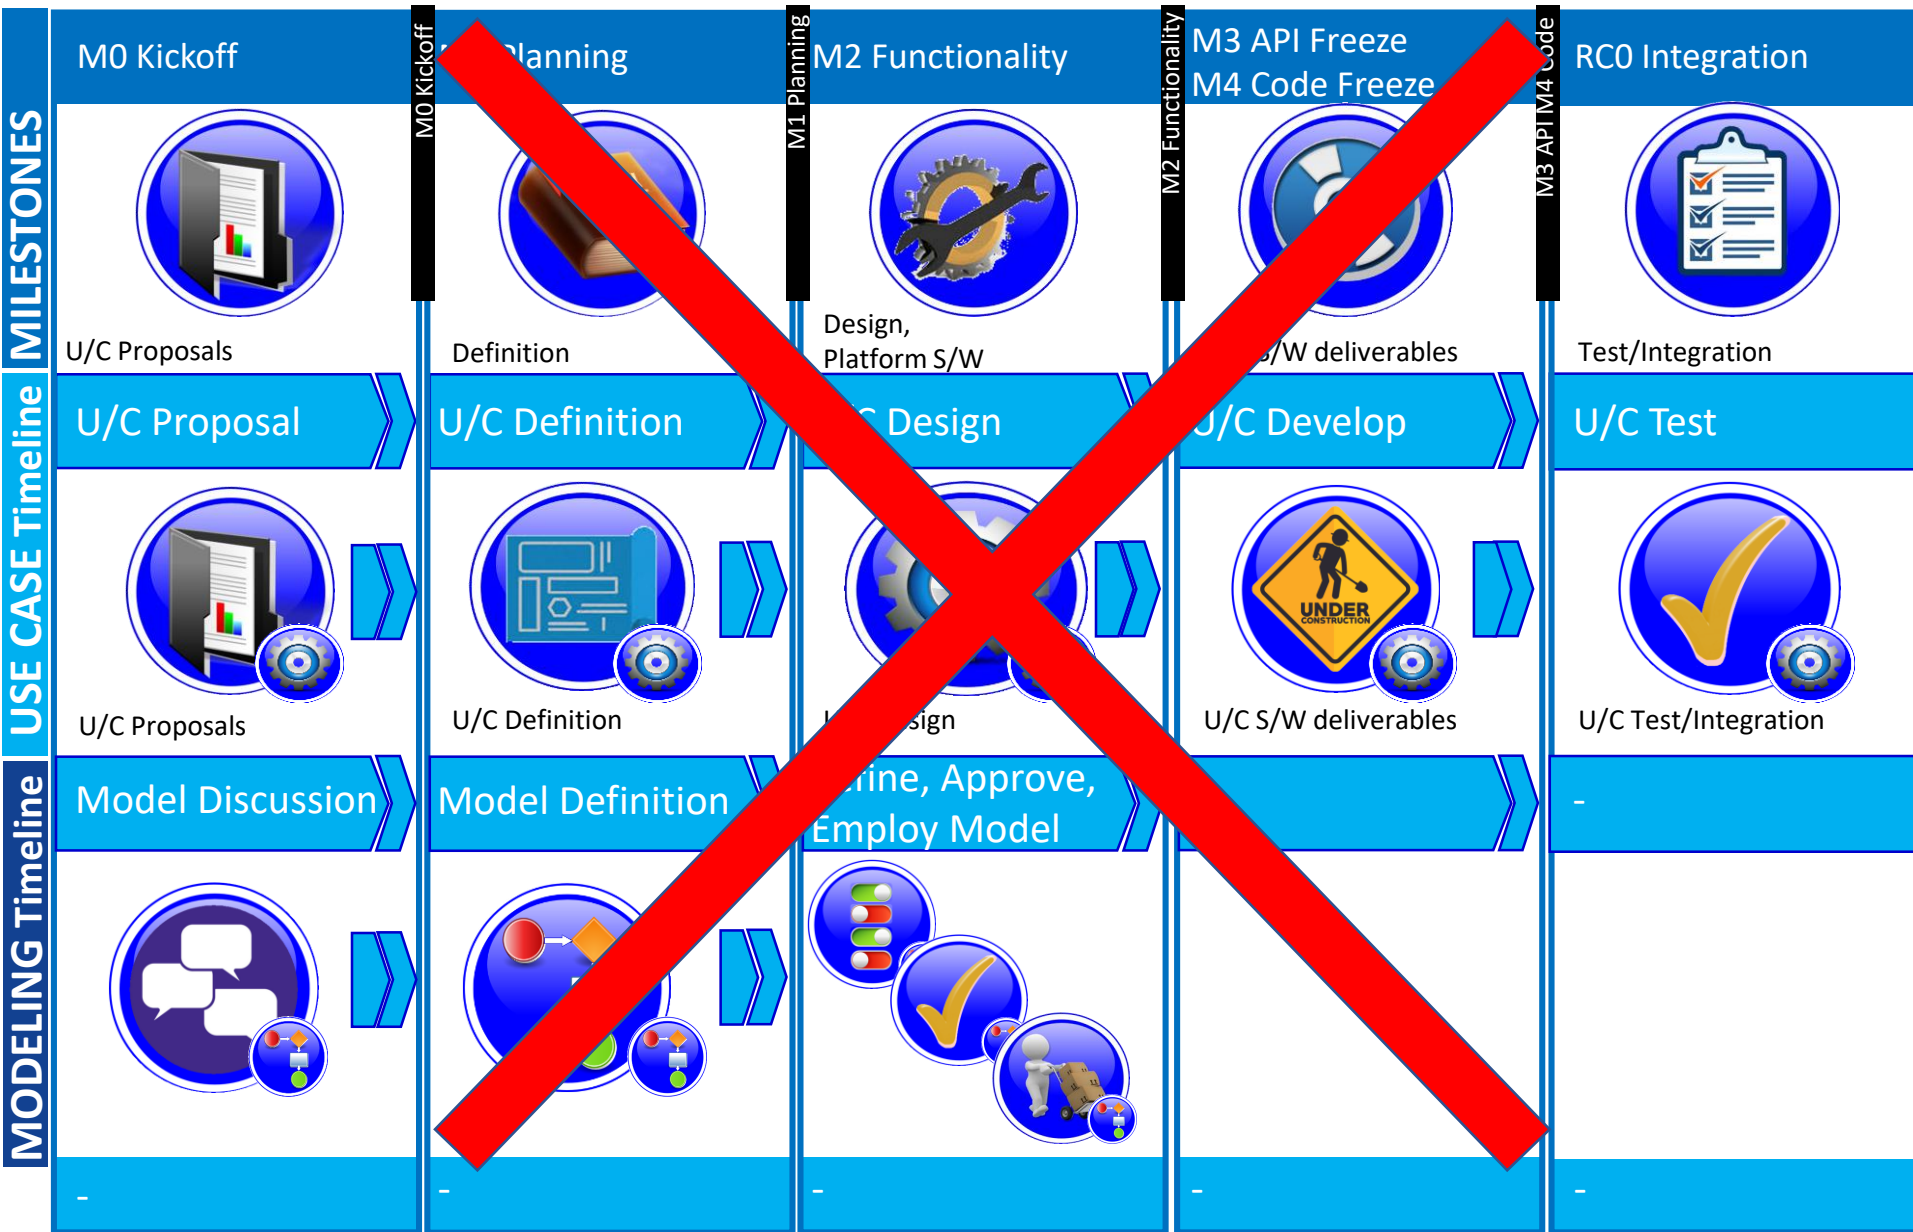 M0 Kickoff
Planning
M2 Functionality
M3 API Freeze
M4 Code Freeze
RC0 Integration
M0 Kickoff
M1 Planning
M2 Functionality
M3 API M4 Code
MILESTONES
U/C Proposals
Definition
Design,
Platform S/W
S/W deliverables
Test/Integration
USE CASE Timeline
U/C Proposal
U/C Definition
Design
U/C Develop
U/C Test
UNDER
CONSTRUCTION
U/C Proposals
U/C Definition
U/C S/W deliverables
U/C Test/Integration
MODELING Timeline
Model Discussion
Model Definition
Approve,
Employ Model
-
-
-
-
-
-